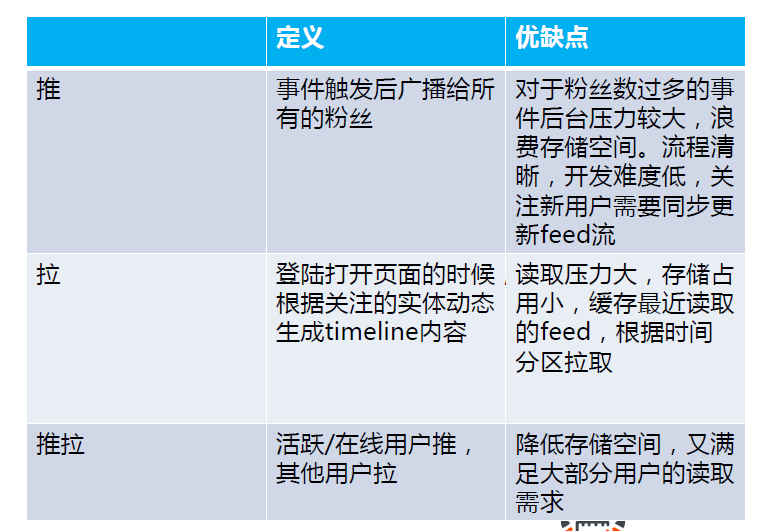 定义
优缺点
推
事件触发后广播给所
有的粉丝
对于粉丝数过多的事
件后台压力较大，浪
费存储空间。流程清
晰，开发难度低，关
注新用户需要同步更
新feed流
拉
登陆打开页面的时候，
根据关注的实体动态
生成timeline内容
读取压力大，存储占
用小，缓存最近读取
的feed，根据时间
分区拉取
推拉
活跃/在线用户推，
其他用户拉
降低存储空间，又满
足大部分用户的读取
需求